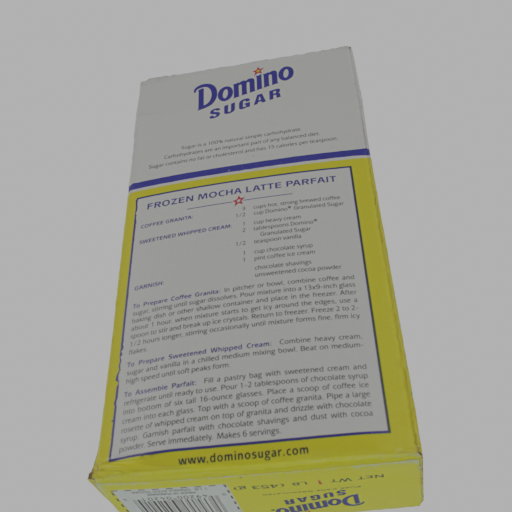 Domino
SUGAR
Sugar is a 100% natural simple carbohydrate.
Carbohydrates are an important part of any balanced diet.
Sugar contains no fat or cholesterol and has 15 calories per teaspoon.
FROZEN MOCHA LATTE PARFAIT
COFFEE GRANITA: 3 cups hot, strong brewed coffee
1/2 cup Domino® Granulated Sugar
SWEETENED WHIPPED CREAM: 1 cup heavy cream
2 tablespoons Domino®
Granulated Sugar
1/2 teaspoon vanilla
1 cup chocolate syrup
1 pint coffee ice cream
GARNISH: chocolate shavings
unsweetened cocoa powder
To Prepare Coffee Granita: In pitcher or bowl, combine coffee and
sugar, stirring until sugar dissolves. Pour mixture into a 13x9-inch glass
baking dish or other shallow container and place in the freezer. After
about 1 hour, when mixture starts to get icy around the edges, use a
spoon to stir and break up ice crystals. Return to freezer. Freeze 2 to 2-
1/2 hours longer, stirring occasionally until mixture forms fine, firm icy
flakes.
To Prepare Sweetened Whipped Cream: Combine heavy cream,
sugar and vanilla in a chilled medium mixing bowl. Beat on medium-
high speed until soft peaks form.
To Assemble Parfait: Fill a pastry bag with sweetened cream and
refrigerate until ready to use. Pour 1-2 tablespoons of chocolate syrup
into bottom of six tall 16-ounce glasses. Place a scoop of coffee ice
cream into each glass. Top with a scoop of coffee granita. Pipe a large
rosette of whipped cream on top of granita and drizzle with chocolate
syrup. Garnish parfait with chocolate shavings and dust with cocoa
powder. Serve immediately. Makes 6 servings.
www.dominosugar.com
NET WT 1 LB (453 g)
Domino
SUGAR